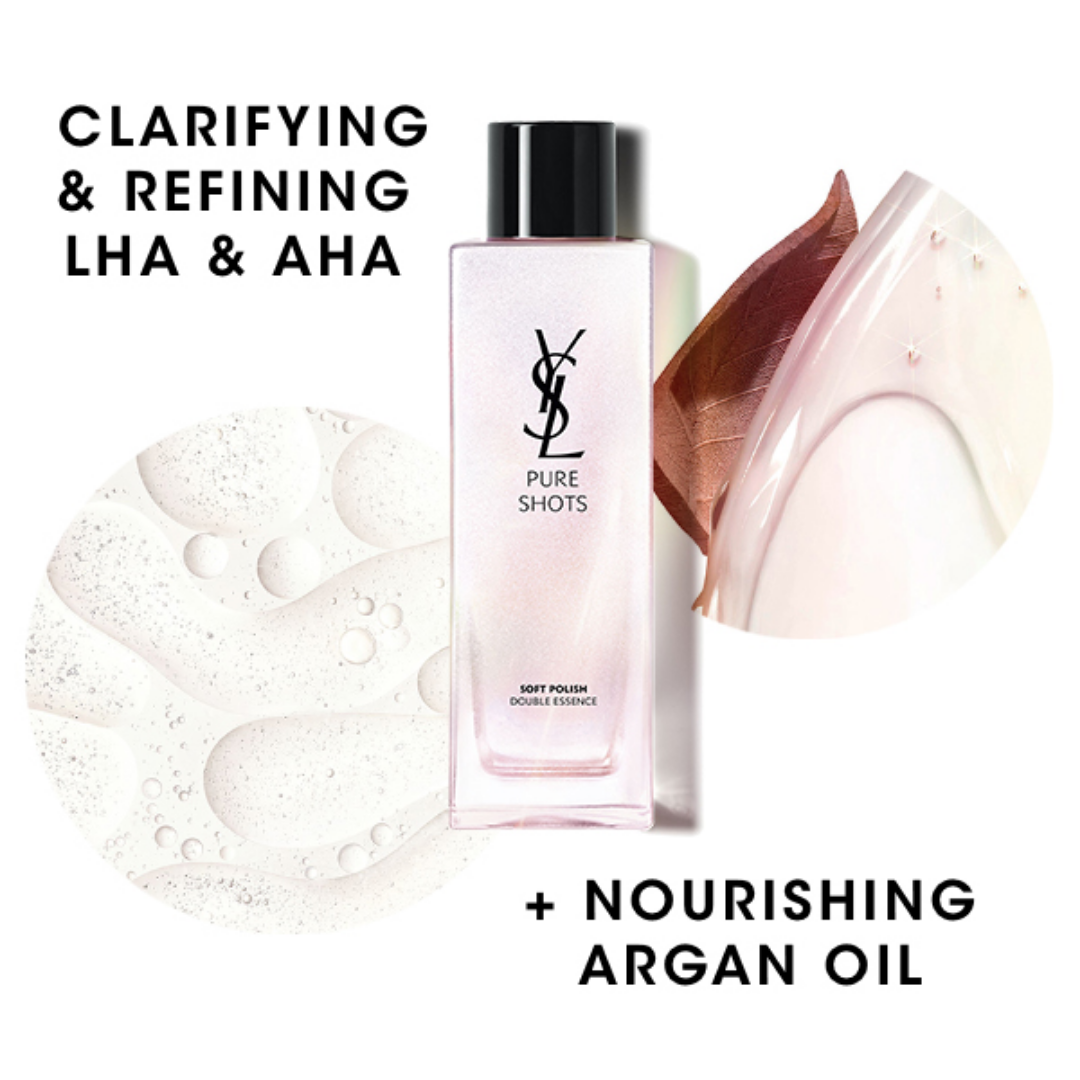 CLARIFYING
& REFINING
LHA & AHA
YSL
PURE
SHOTS
SOFT POLISH
DOUBLE ESSENCE
+ NOURISHING
ARGAN OIL